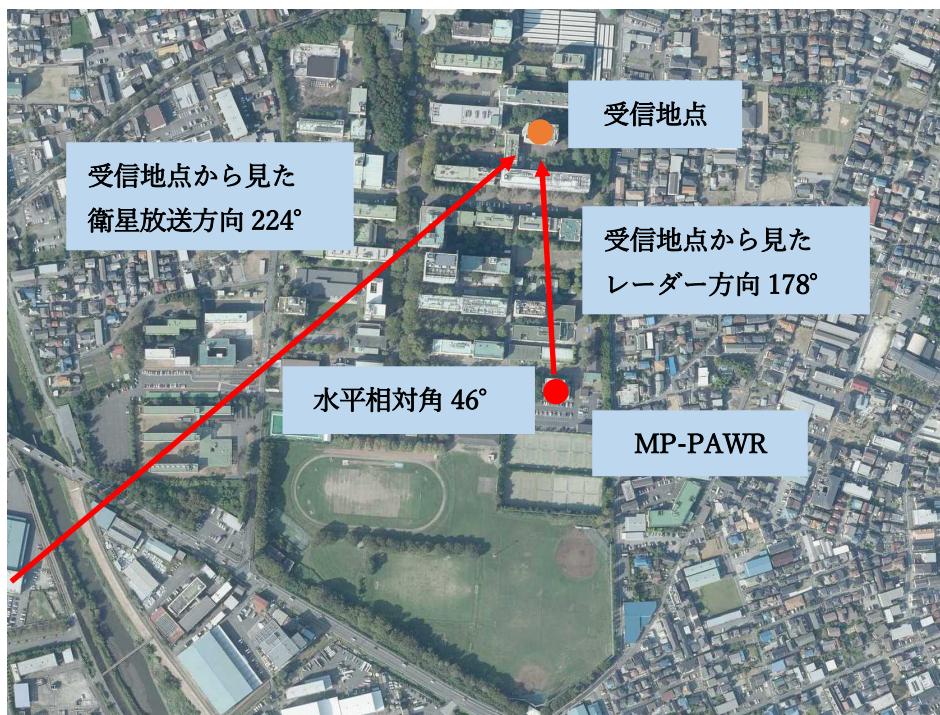 受信地点
受信地点から見た
衛星放送方向 224°
受信地点から見た
レーダー方向 178°
水平相対角 46°
MP-PAWR